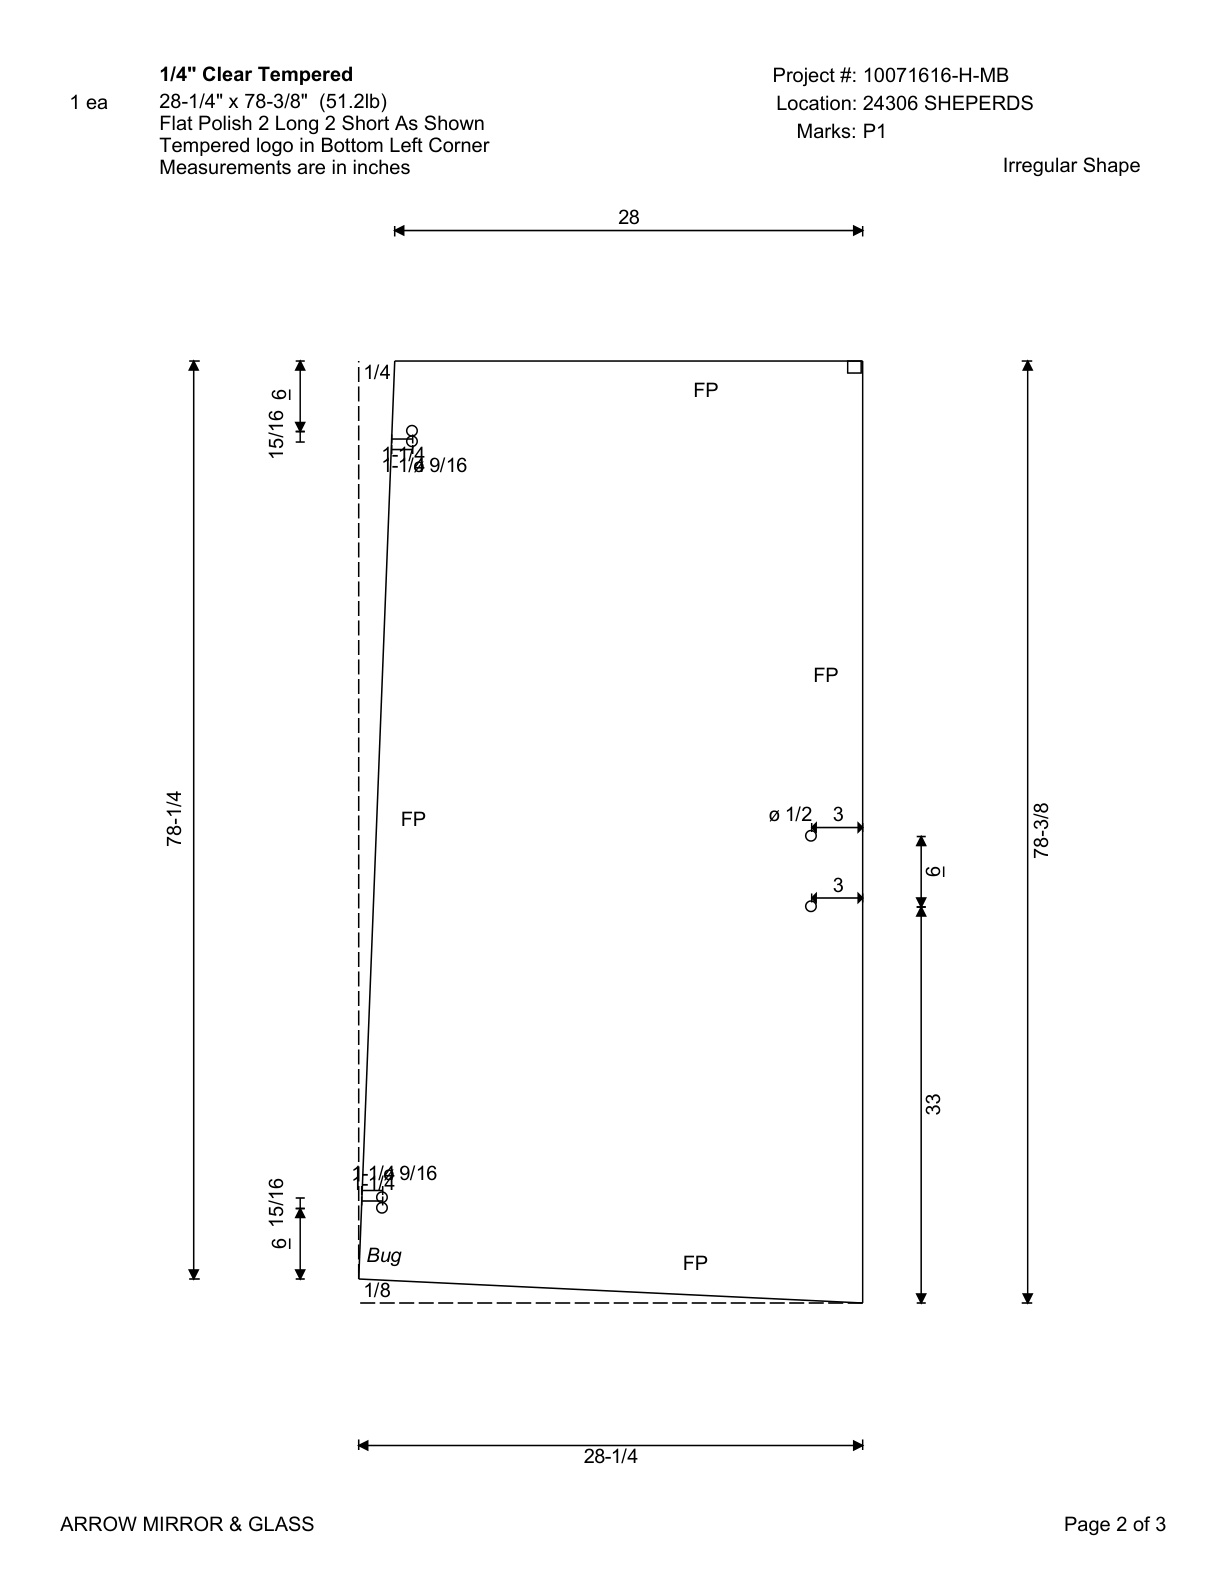 1/4" Clear Tempered
1 ea
28-1/4" x 78-3/8" (51.2lb)
Flat Polish 2 Long 2 Short As Shown
Tempered logo in Bottom Left Corner
Measurements are in inches
Project #: 10071616-H-MB
Location: 24306 SHEPERDS
Marks: P1
Irregular Shape
28
1/4
6
15/16
FP
1-1/4
1-1/4
ø 9/16
FP
78-1/4
FP
ø 1/2
3
78-3/8
6
3
33
1-1/4
ø 9/16
1-1/4
15/16
6
Bug
FP
1/8
28-1/4
ARROW MIRROR & GLASS
Page 2 of 3